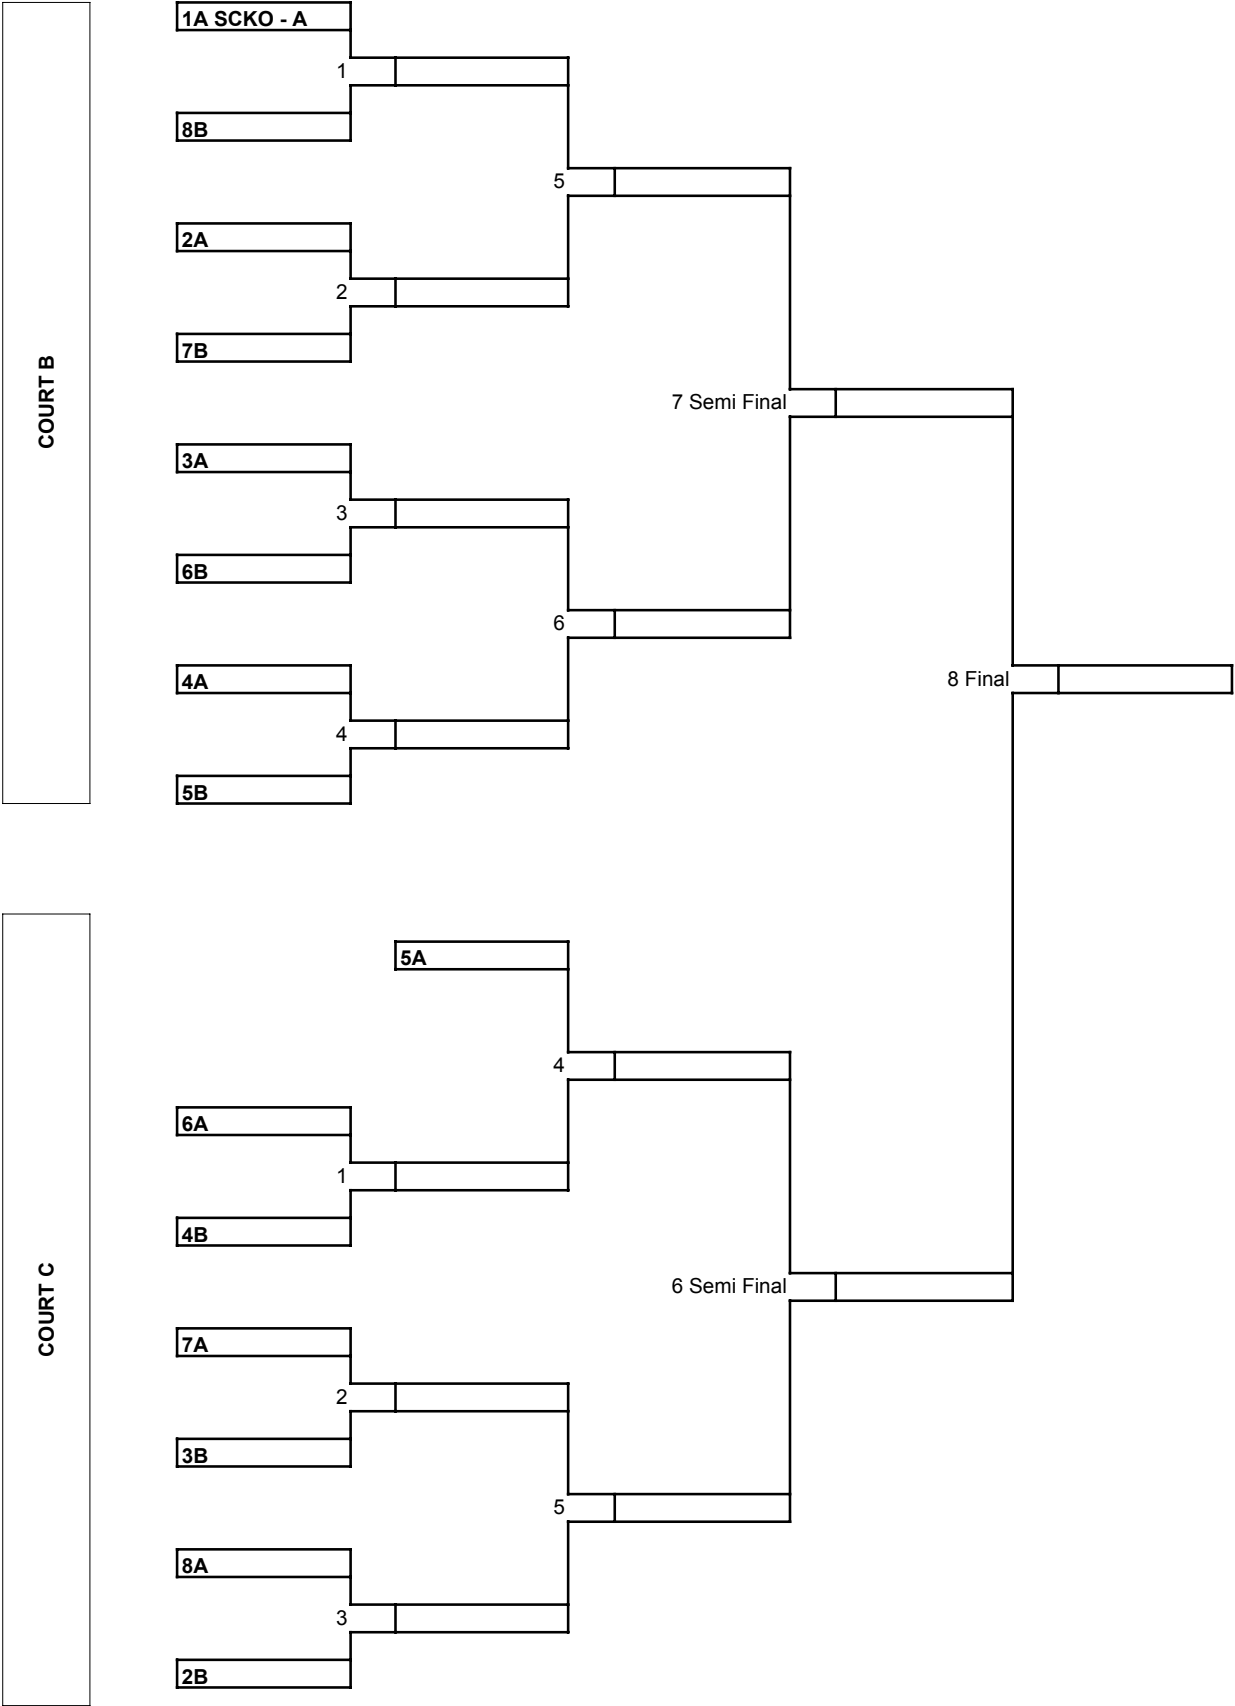 1A SCKO - A
1
8B
5
2A
2
7B
COURT B
7 Semi Final
3A
3
6B
6
4A
8 Final
4
5B
5A
4
6A
1
4B
COURT C
6 Semi Final
7A
2
3B
5
8A
3
2B